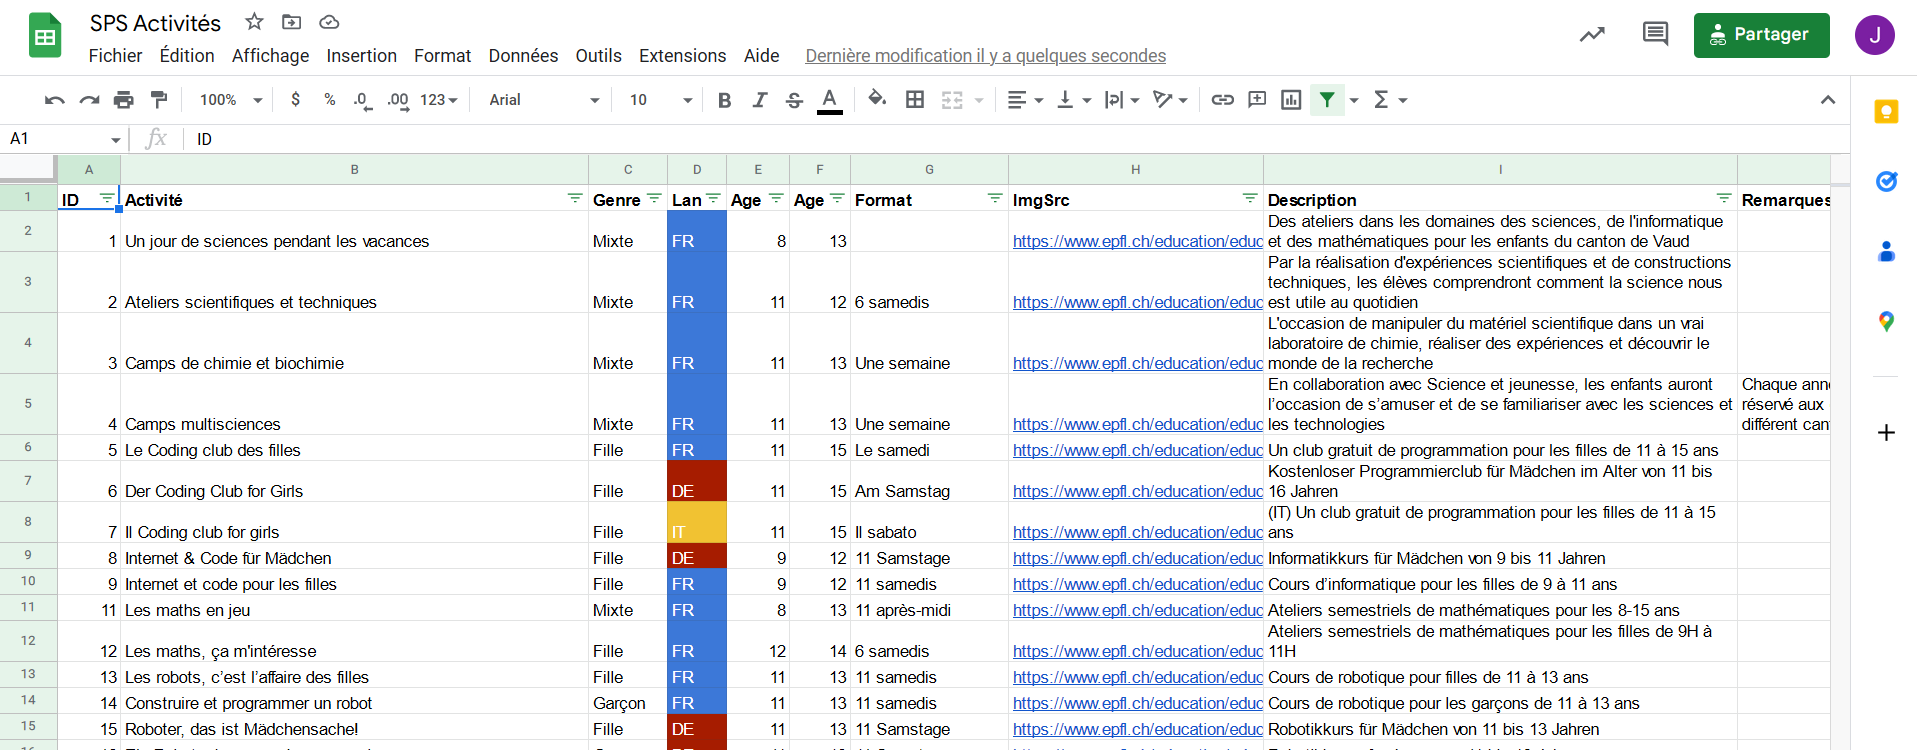 SPS Activités
Fichier Édition Affichage Insertion Format Données Outils Extensions Aide Dernière modification il y a quelques secondes
Partager
J
100% $ % .0 .00 123 Arial 10 B I S A
A1 fx ID
A B C D E F G H I
1 ID Activité Genre Lan Age Age Format ImgSrc Description Remarques
Des ateliers dans les domaines des sciences, de l'informatique
2 1 Un jour de sciences pendant les vacances Mixte FR 8 13 https://www.epfl.ch/education/educ et des mathématiques pour les enfants du canton de Vaud
Par la réalisation d'expériences scientifiques et de constructions
3 techniques, les élèves comprendront comment la science nous
2 Ateliers scientifiques et techniques Mixte FR 11 12 6 samedis https://www.epfl.ch/education/educ est utile au quotidien
L'occasion de manipuler du matériel scientifique dans un vrai
4 laboratoire de chimie, réaliser des expériences et découvrir le
3 Camps de chimie et biochimie Mixte FR 11 13 Une semaine https://www.epfl.ch/education/educ monde de la recherche
En collaboration avec Science et jeunesse, les enfants auront Chaque ann
5 l’occasion de s’amuser et de se familiariser avec les sciences et réservé aux
4 Camps multisciences Mixte FR 11 13 Une semaine https://www.epfl.ch/education/educ les technologies différent can
6 5 Le Coding club des filles Fille FR 11 15 Le samedi https://www.epfl.ch/education/educ Un club gratuit de programmation pour les filles de 11 à 15 ans
7 Kostenloser Programmierclub für Mädchen im Alter von 11 bis
6 Der Coding Club for Girls Fille DE 11 15 Am Samstag https://www.epfl.ch/education/educ 16 Jahren
8 (IT) Un club gratuit de programmation pour les filles de 11 à 15
7 Il Coding club for girls Fille IT 11 15 Il sabato https://www.epfl.ch/education/educ ans
9 8 Internet & Code für Mädchen Fille DE 9 12 11 Samstage https://www.epfl.ch/education/educ Informatikkurs für Mädchen von 9 bis 11 Jahren
10 9 Internet et code pour les filles Fille FR 9 12 11 samedis https://www.epfl.ch/education/educ Cours d’informatique pour les filles de 9 à 11 ans
11 11 Les maths en jeu Mixte FR 8 13 11 après-midi https://www.epfl.ch/education/educ Ateliers semestriels de mathématiques pour les 8-15 ans
12 Ateliers semestriels de mathématiques pour les filles de 9H à
12 Les maths, ça m'intéresse Fille FR 12 14 6 samedis https://www.epfl.ch/education/educ 11H
13 13 Les robots, c’est l’affaire des filles Fille FR 11 13 11 samedis https://www.epfl.ch/education/educ Cours de robotique pour filles de 11 à 13 ans
14 14 Construire et programmer un robot Garçon FR 11 13 11 samedis https://www.epfl.ch/education/educ Cours de robotique pour les garçons de 11 à 13 ans
15 15 Roboter, das ist Mädchensache! Fille DE 11 13 11 Samstage https://www.epfl.ch/education/educ Robotikkurs für Mädchen von 11 bis 13 Jahren